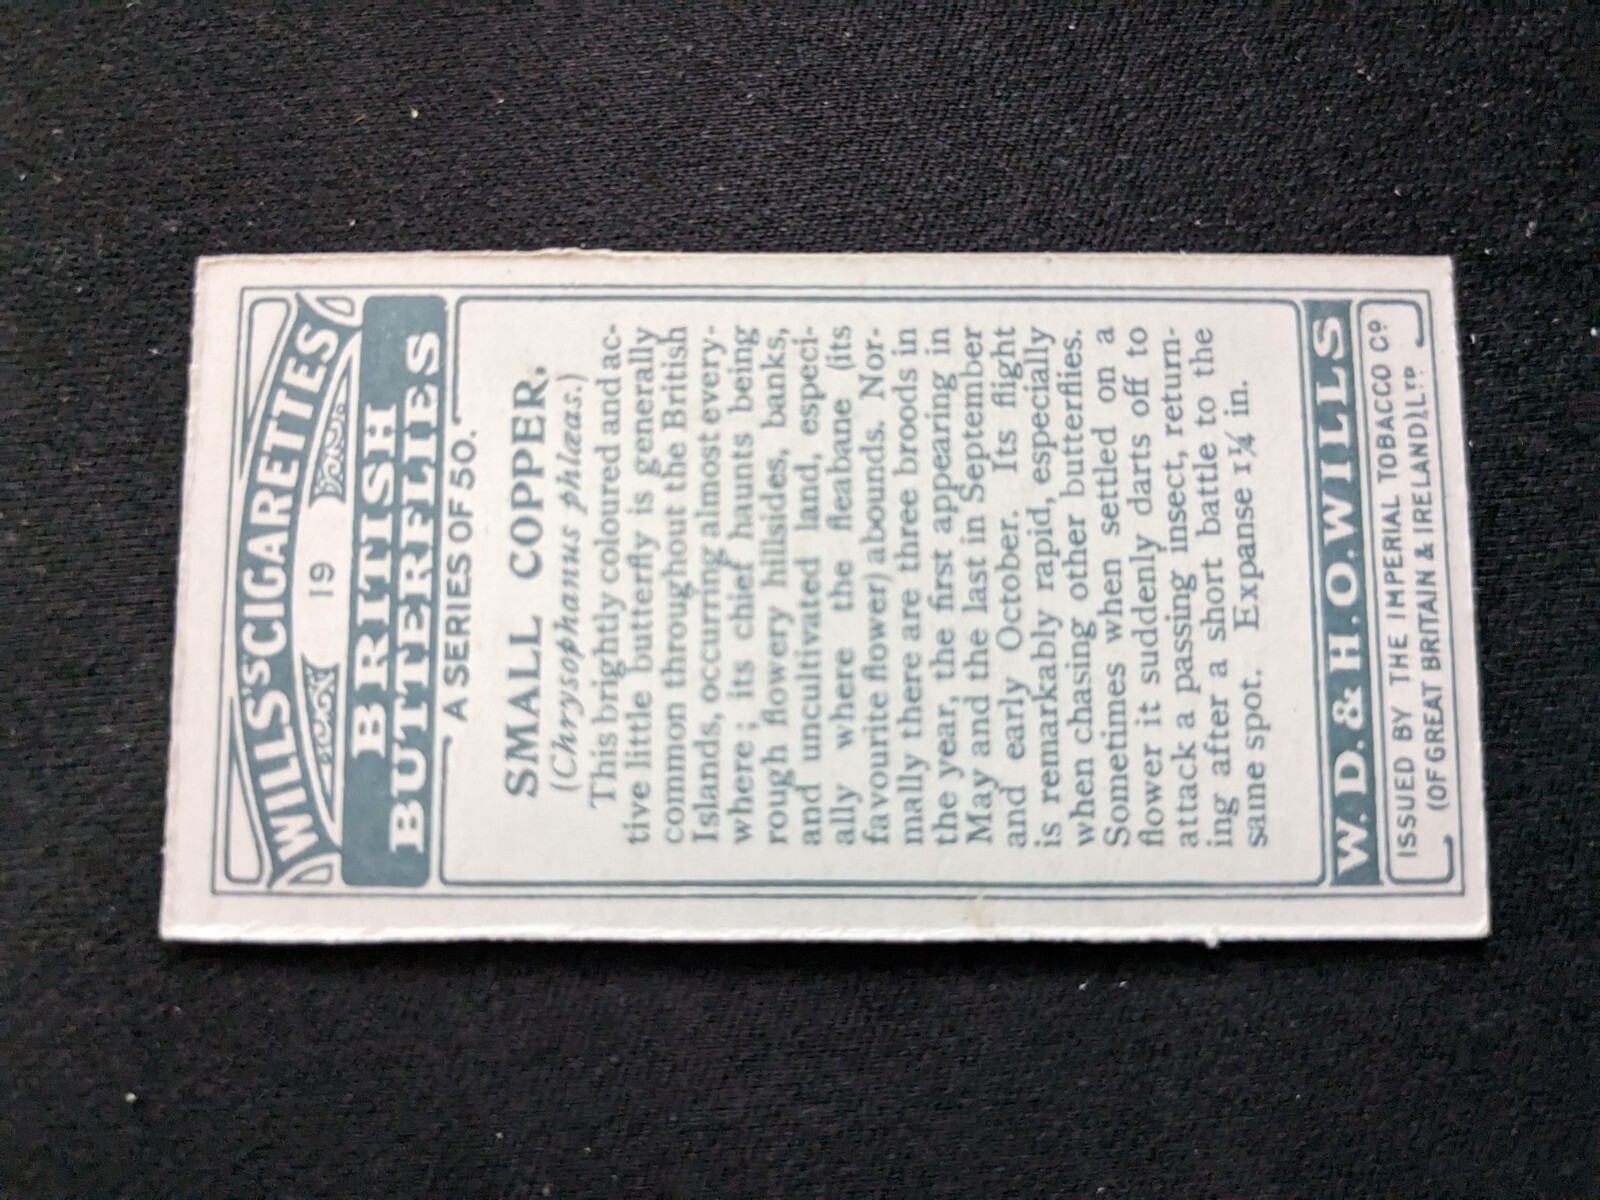 WILLS'S CIGARETTES
19
BRITISH
BUTTERFLIES
A SERIES OF 50.
SMALL COPPER.
(Chrysophanus phlæas.)
This brightly coloured and ac-
tive little butterfly is generally
common throughout the British
Islands, occurring almost every-
where; its chief haunts being
rough flowery hillsides, banks,
and uncultivated land, especi-
ally where the fleabane (its
favourite flower) abounds. Nor-
mally there are three broods in
the year, the first appearing in
May and the last in September
and early October. Its flight
is remarkably rapid, especially
when chasing other butterflies.
Sometimes when settled on a
flower it suddenly darts off to
attack a passing insect, return-
ing after a short battle to the
same spot. Expanse 1¼ in.
W.D. & H.O. WILLS
ISSUED BY THE IMPERIAL TOBACCO CO.
(OF GREAT BRITAIN & IRELAND), LTD.